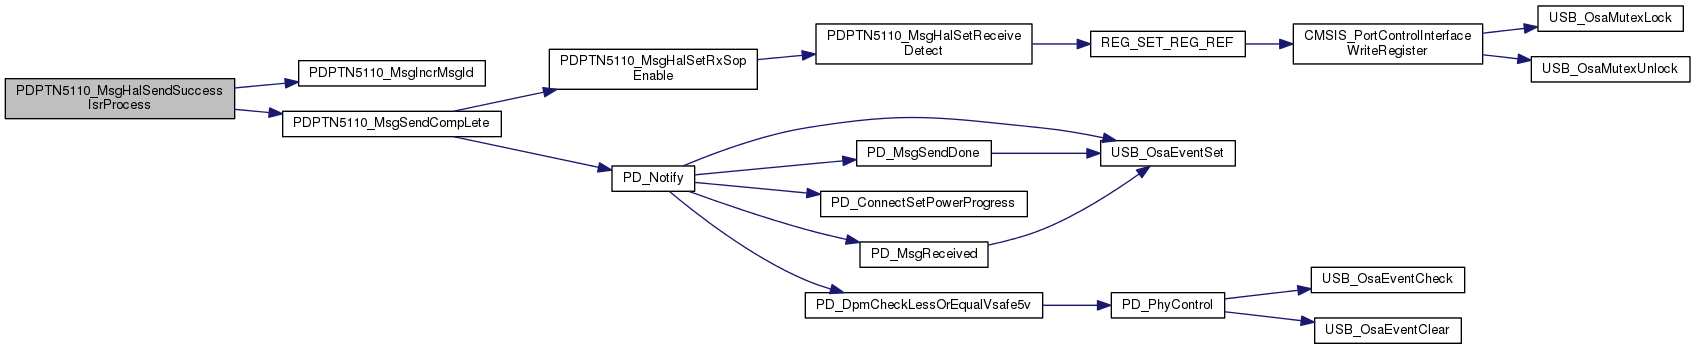 PDPTN5110_MsgHalSendSuccess
IsrProcess
PDPTN5110_MsgIncrMsgId
PDPTN5110_MsgSendCompLete
PDPTN5110_MsgHalSetRxSop
Enable
PDPTN5110_MsgHalSetReceive
Detect
REG_SET_REG_REF
CMSIS_PortControlInterface
WriteRegister
USB_OsaMutexLock
USB_OsaMutexUnlock
PD_Notify
PD_MsgSendDone
USB_OsaEventSet
PD_ConnectSetPowerProgress
PD_MsgReceived
PD_DpmCheckLessOrEqualVsafe5v
PD_PhyControl
USB_OsaEventCheck
USB_OsaEventClear